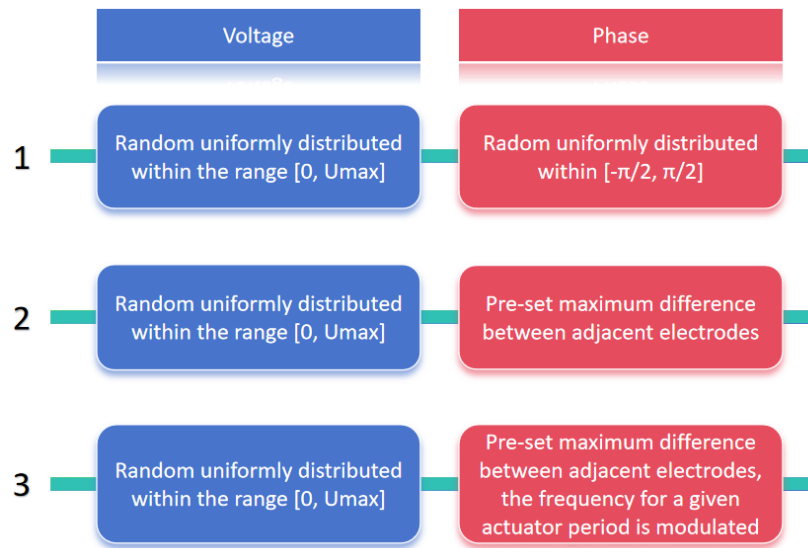 Voltage
Phase
1
Random uniformly distributed
within the range [0, Umax]
Radom uniformly distributed
within [-π/2, π/2]
2
Random uniformly distributed
within the range [0, Umax]
Pre-set maximum difference
between adjacent electrodes
3
Random uniformly distributed
within the range [0, Umax]
Pre-set maximum difference
between adjacent electrodes,
the frequency for a given
actuator period is modulated